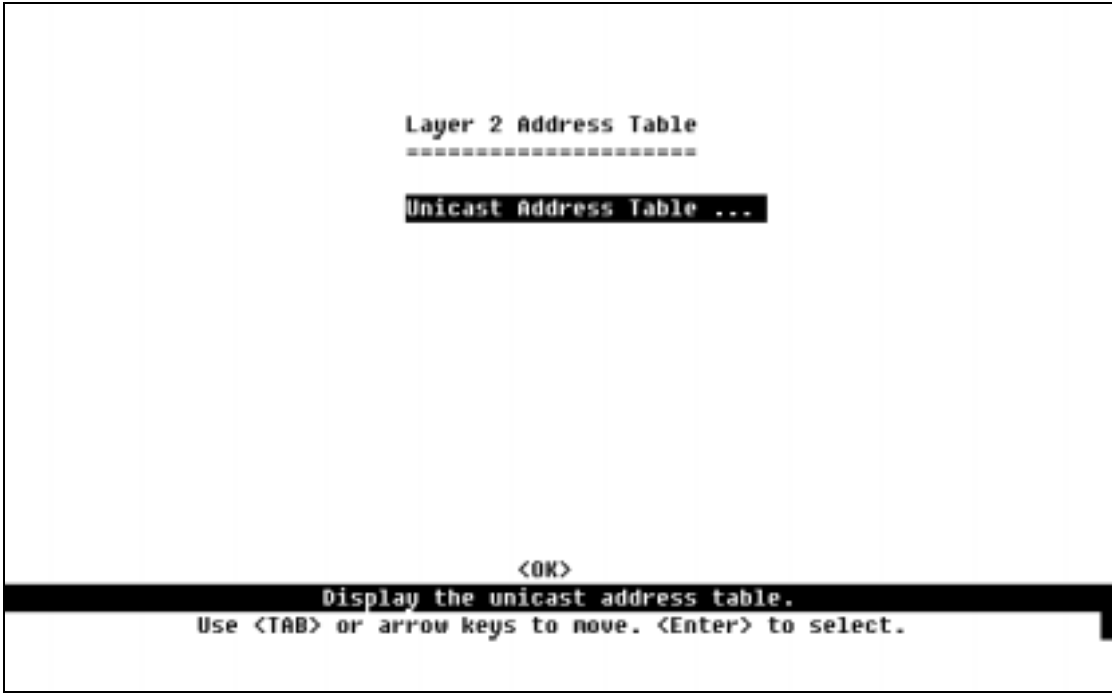 Layer 2 Address Table
=====================
Unicast Address Table ...
<OK>
Display the unicast address table.
Use <TAB> or arrow keys to move. <Enter> to select.